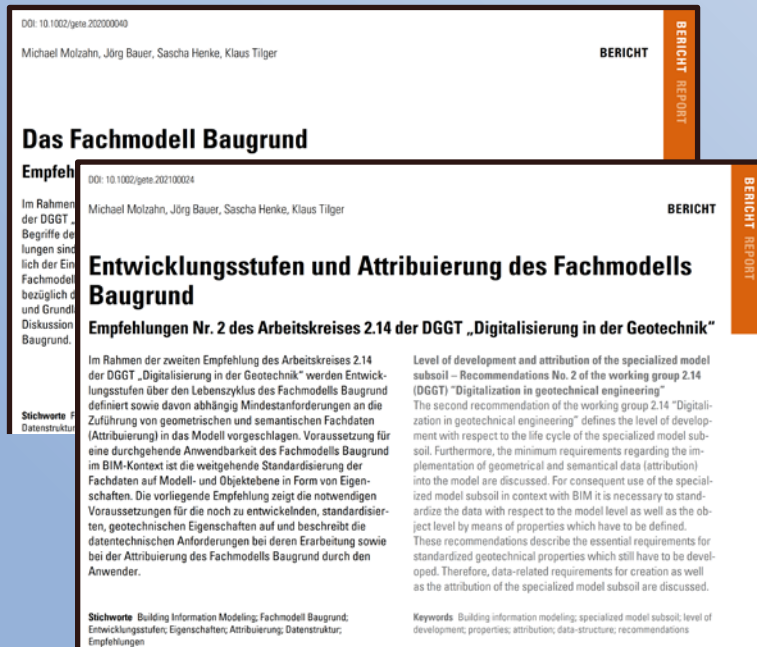 DOI: 10.1002/gete.202000040
Michael Molzahn, Jörg Bauer, Sascha Henke, Klaus Tilger
BERICHT
BERICHT REPORT
Das Fachmodell Baugrund
Im Rahmen
der DGGT
Begriffe
lungen sind
lich der
Fachmodell
bezüglich
und
Diskussion
Baugrund.
Stichworte
DOI: 10.1002/gete.202100024
Michael Molzahn, Jörg Bauer, Sascha Henke, Klaus Tilger
BERICHT
BERICHT REPORT
Entwicklungsstufen und Attribuierung des Fachmodells
Baugrund
Empfehlungen Nr. 2 des Arbeitskreises 2.14 der DGGT „Digitalisierung in der Geotechnik“
Im Rahmen der zweiten Empfehlung des Arbeitskreises 2.14
der DGGT „Digitalisierung in der Geotechnik“ werden Entwick-
lungsstufen über den Lebenszyklus des Fachmodells Baugrund
definiert sowie davon abhängig Mindestanforderungen an die
Zuführung von geometrischen und semantischen Fachdaten
(Attribuierung) in das Modell vorgeschlagen. Voraussetzung für
eine durchgehende Anwendbarkeit des Fachmodells Baugrund
im BIM-Kontext ist die weitgehende Standardisierung der
Fachdaten auf Modell- und Objektebene in Form von Eigen-
schaften. Die vorliegende Empfehlung zeigt die notwendigen
Voraussetzungen für die noch zu entwickelnden, standardisier-
ten, geotechnischen Eigenschaften auf und beschreibt die
datentechnischen Anforderungen bei deren Erarbeitung sowie
bei der Attribuierung des Fachmodells Baugrund durch den
Anwender.
Stichworte Building Information Modeling; Fachmodell Baugrund;
Entwicklungsstufen; Eigenschaften; Attribuierung; Datenstruktur;
Empfehlungen
Level of development and attribution of the specialized model
subsoil – Recommendations No. 2 of the working group 2.14
(DGGT) "Digitalization in geotechnical engineering"
The second recommendation of the working group 2.14 "Digitali-
zation in geotechnical engineering" defines the level of develop-
ment with respect to the life cycle of the specialized model sub-
soil. Furthermore, the minimum requirements regarding the im-
plementation of geometrical and semantical data (attribution)
into the model are discussed. For consequent use of the special-
ized model subsoil in context with BIM it is necessary to stand-
ardize the data with respect to the model level as well as the ob-
ject level by means of properties which have to be defined.
These recommendations describe the essential requirements for
standardized geotechnical properties which still have to be devel-
oped. Therefore, data-related requirements for creation as well
as the attribution of the specialized model subsoil are discussed.
Keywords Building information modeling; specialized model subsoil; level of
development; properties; attribution; data-structure; recommendations